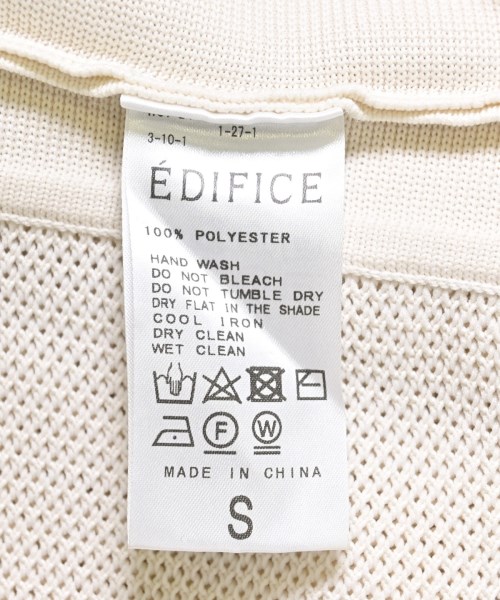 3-10-1 1-27-1
ÉDIFICE
100% POLYESTER
HAND WASH
DO NOT BLEACH
DO NOT TUMBLE DRY
DRY FLAT IN THE SHADE
COOL IRON
DRY CLEAN
WET CLEAN
F W
MADE IN CHINA
S